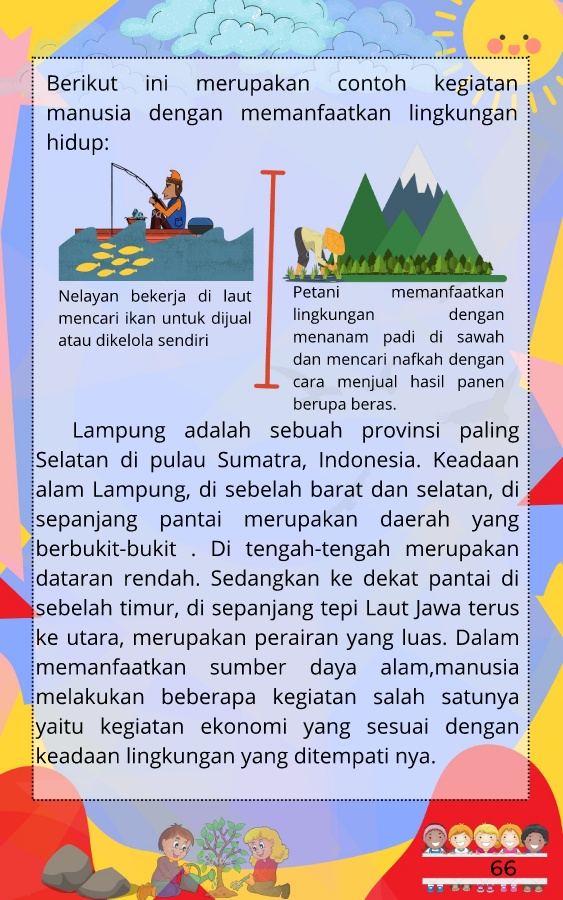 Berikut ini merupakan contoh kegiatan
manusia dengan memanfaatkan lingkungan
hidup:
Nelayan bekerja di laut
mencari ikan untuk dijual
atau dikelola sendiri
Petani memanfaatkan
lingkungan dengan
menanam padi di sawah
dan mencari nafkah dengan
cara menjual hasil panen
berupa beras.
Lampung adalah sebuah provinsi paling
Selatan di pulau Sumatra, Indonesia. Keadaan
alam Lampung, di sebelah barat dan selatan, di
sepanjang pantai merupakan daerah yang
berbukit-bukit . Di tengah-tengah merupakan
dataran rendah. Sedangkan ke dekat pantai di
sebelah timur, di sepanjang tepi Laut Jawa terus
ke utara, merupakan perairan yang luas. Dalam
memanfaatkan sumber daya alam,manusia
melakukan beberapa kegiatan salah satunya
yaitu kegiatan ekonomi yang sesuai dengan
keadaan lingkungan yang ditempati nya.
66